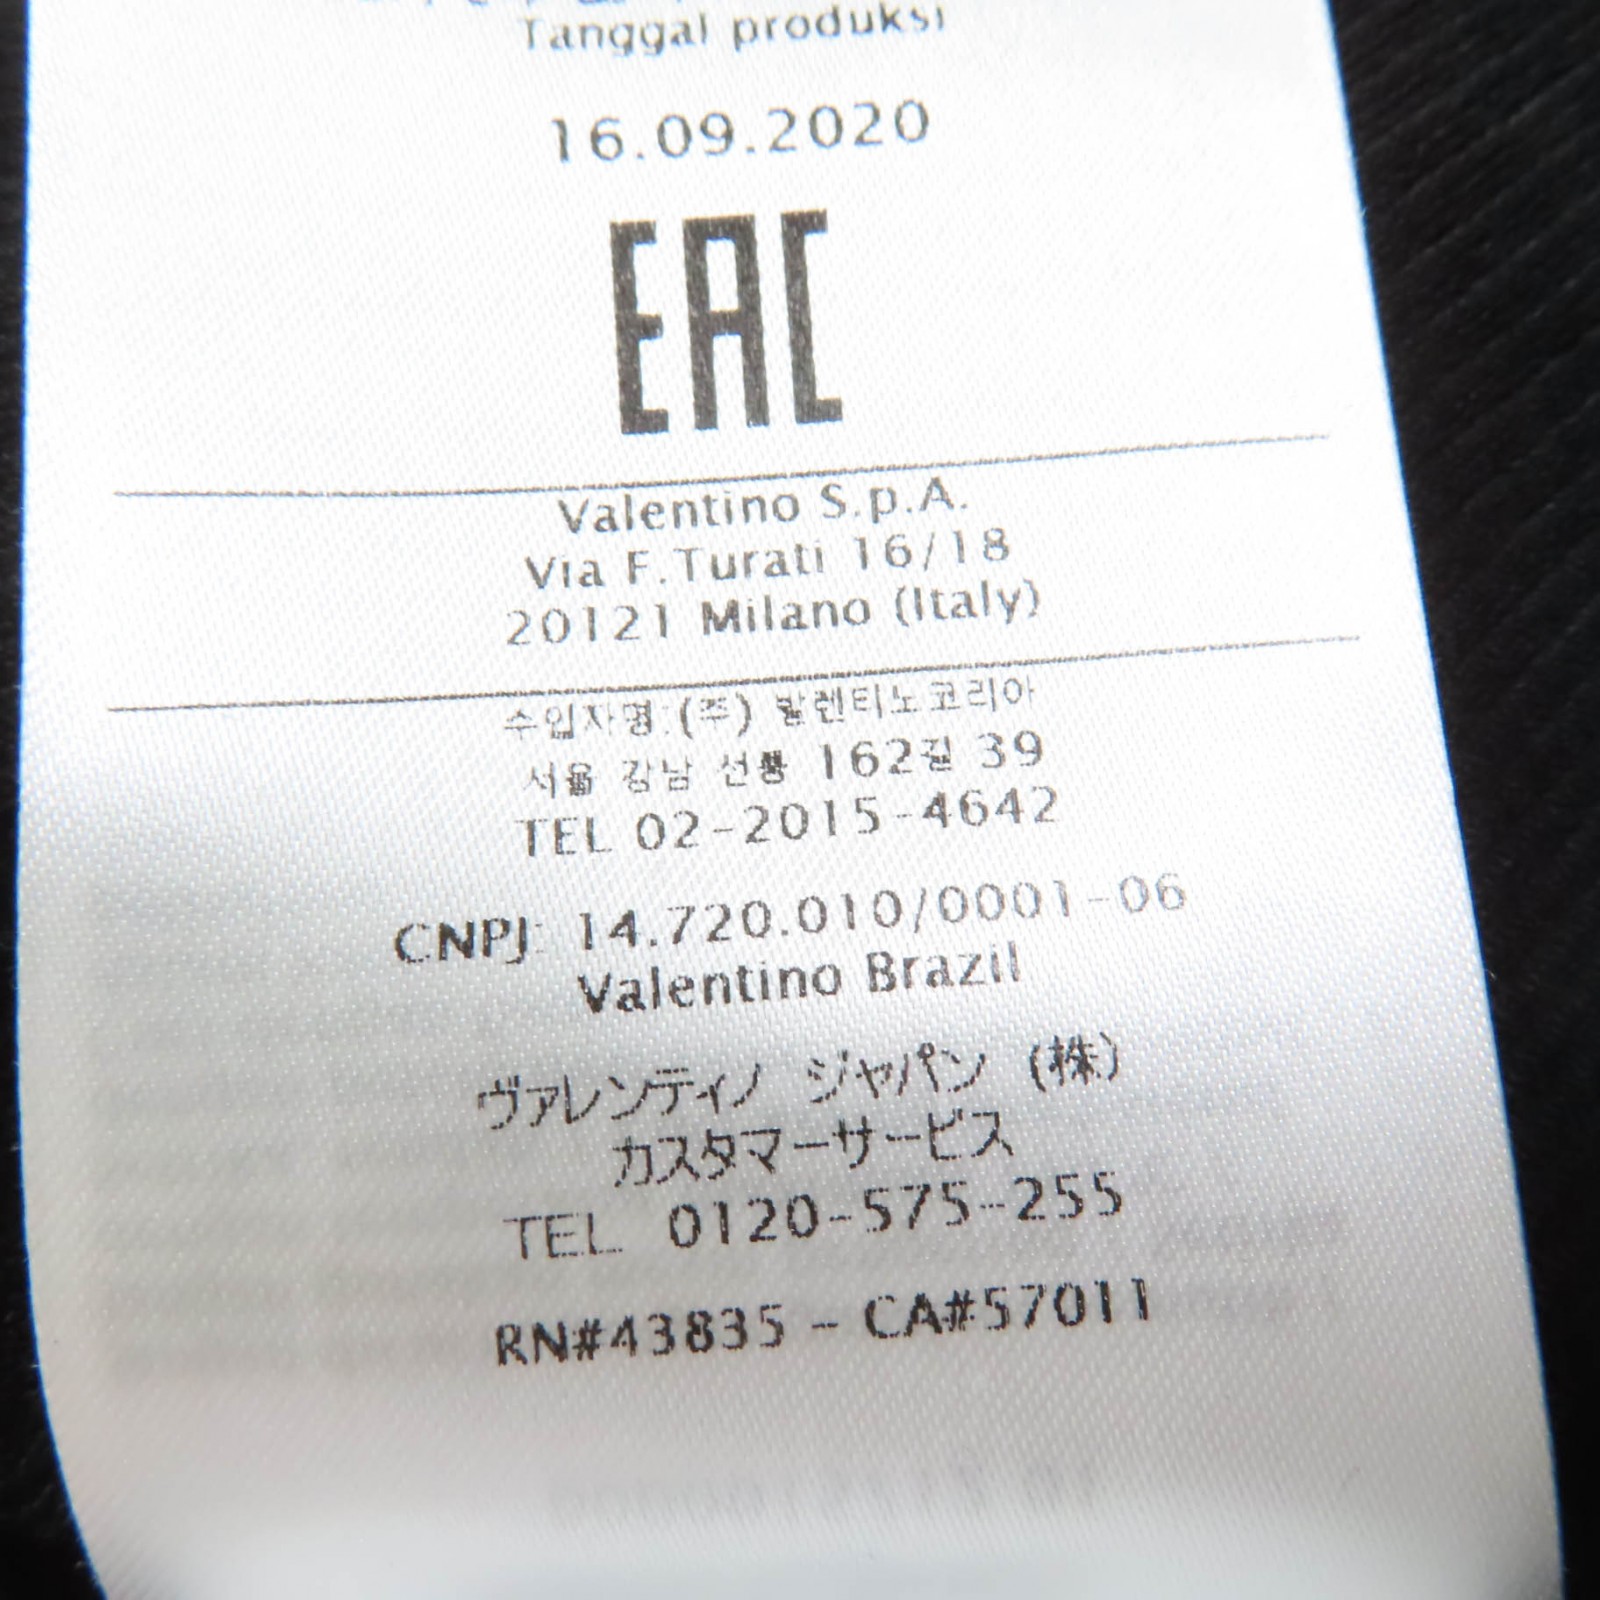 Tanggal produksi
16.09.2020
EAC
Valentino S.p.A.
Via F.Turati 16/18
20121 Milano (Italy)
수입자명:(주) 발렌티노코리아
서울 강남 선릉 162길 39
TEL 02-2015-4642
CNPJ: 14.720.010/0001-06
Valentino Brazil
ヴァレンティノ ジャパン (株)
カスタマーサービス
TEL 0120-575-255
RN#43835 - CA#57011